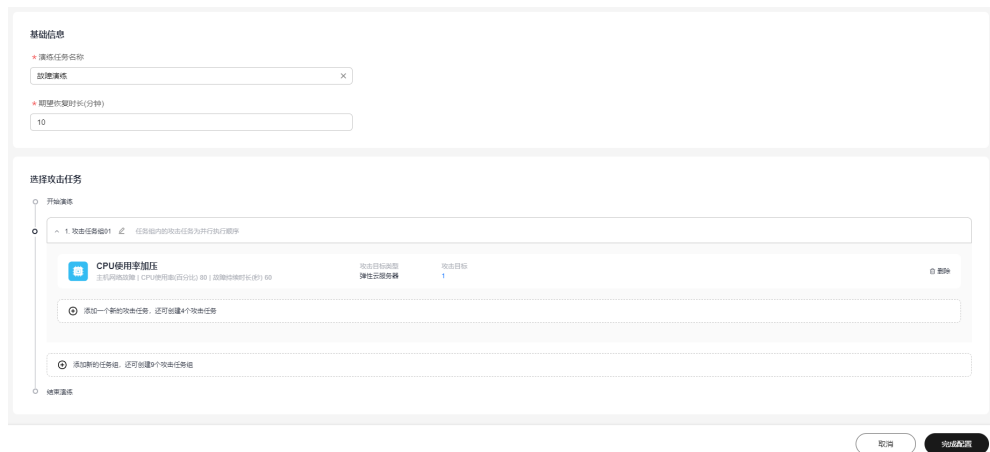 基础信息
* 演练任务名称
故障演练
* 期望恢复时长(分钟)
10
选择攻击任务
开始演练
1. 攻击任务组01 任务组内的攻击任务为并行执行顺序
CPU使用率加压 攻击目标类型 攻击目标
主机网络故障 | CPU使用率(百分比) 80 | 故障持续时长(秒) 60 弹性云服务器 1 删除
添加一个新的攻击任务，还可创建4个攻击任务
添加新的任务组，还可创建9个攻击任务组
结束演练
取消 完成配置